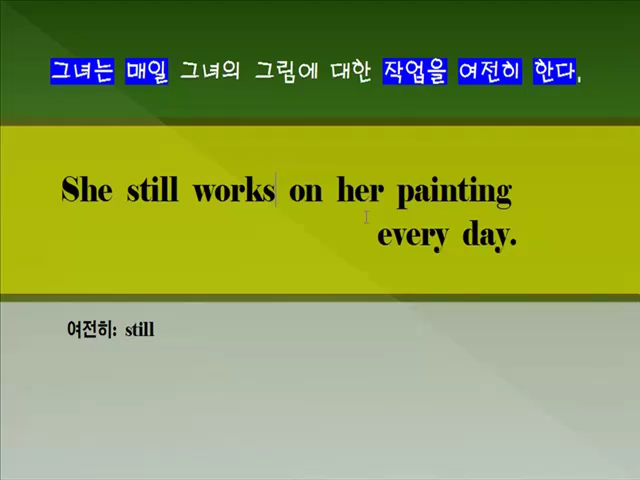 그녀는 매일 그녀의 그림에 대한 작업을 여전히 한다.
She still works on her painting
every day.
여전히: still